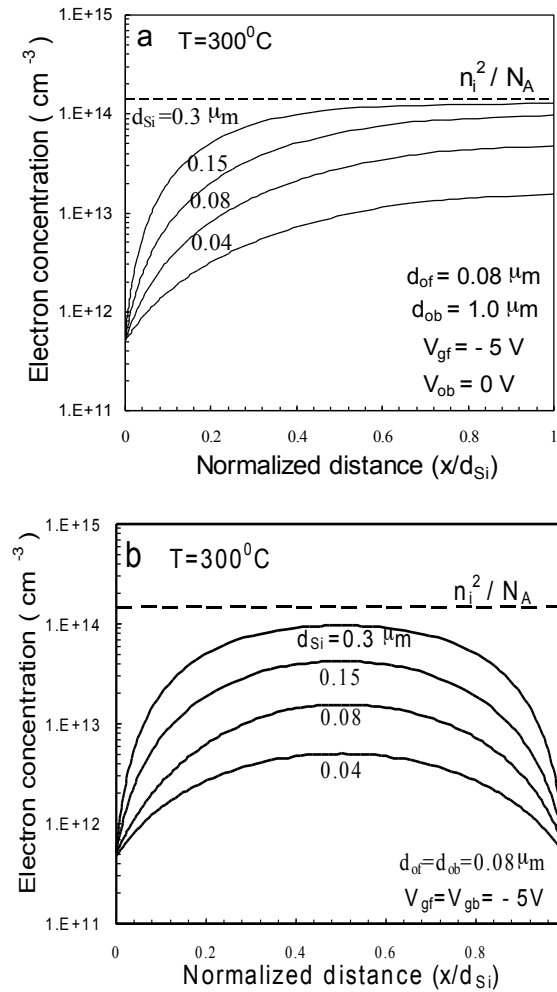 1.E+15
a T=300⁰C
n_i^2 / N_A
1.E+14
d_Si=0.3 μm
0.15
0.08
1.E+13
0.04
d_of = 0.08 μm
d_ob = 1.0 μm
1.E+12
V_gf = - 5 V
V_ob = 0 V
1.E+11
Electron concentration ( cm^-3 )
0 0.2 0.4 0.6 0.8 1
Normalized distance (x/d_Si)
1.E+15
b T=300⁰C
n_i^2 / N_A
1.E+14
d_Si=0.3 μm
0.15
1.E+13
0.08
0.04
1.E+12
d_of=d_ob=0.08μm
V_gf=V_gb= - 5V
1.E+11
Electron concentration ( cm^-3 )
0 0.2 0.4 0.6 0.8
Normalized distance (x/d_Si)